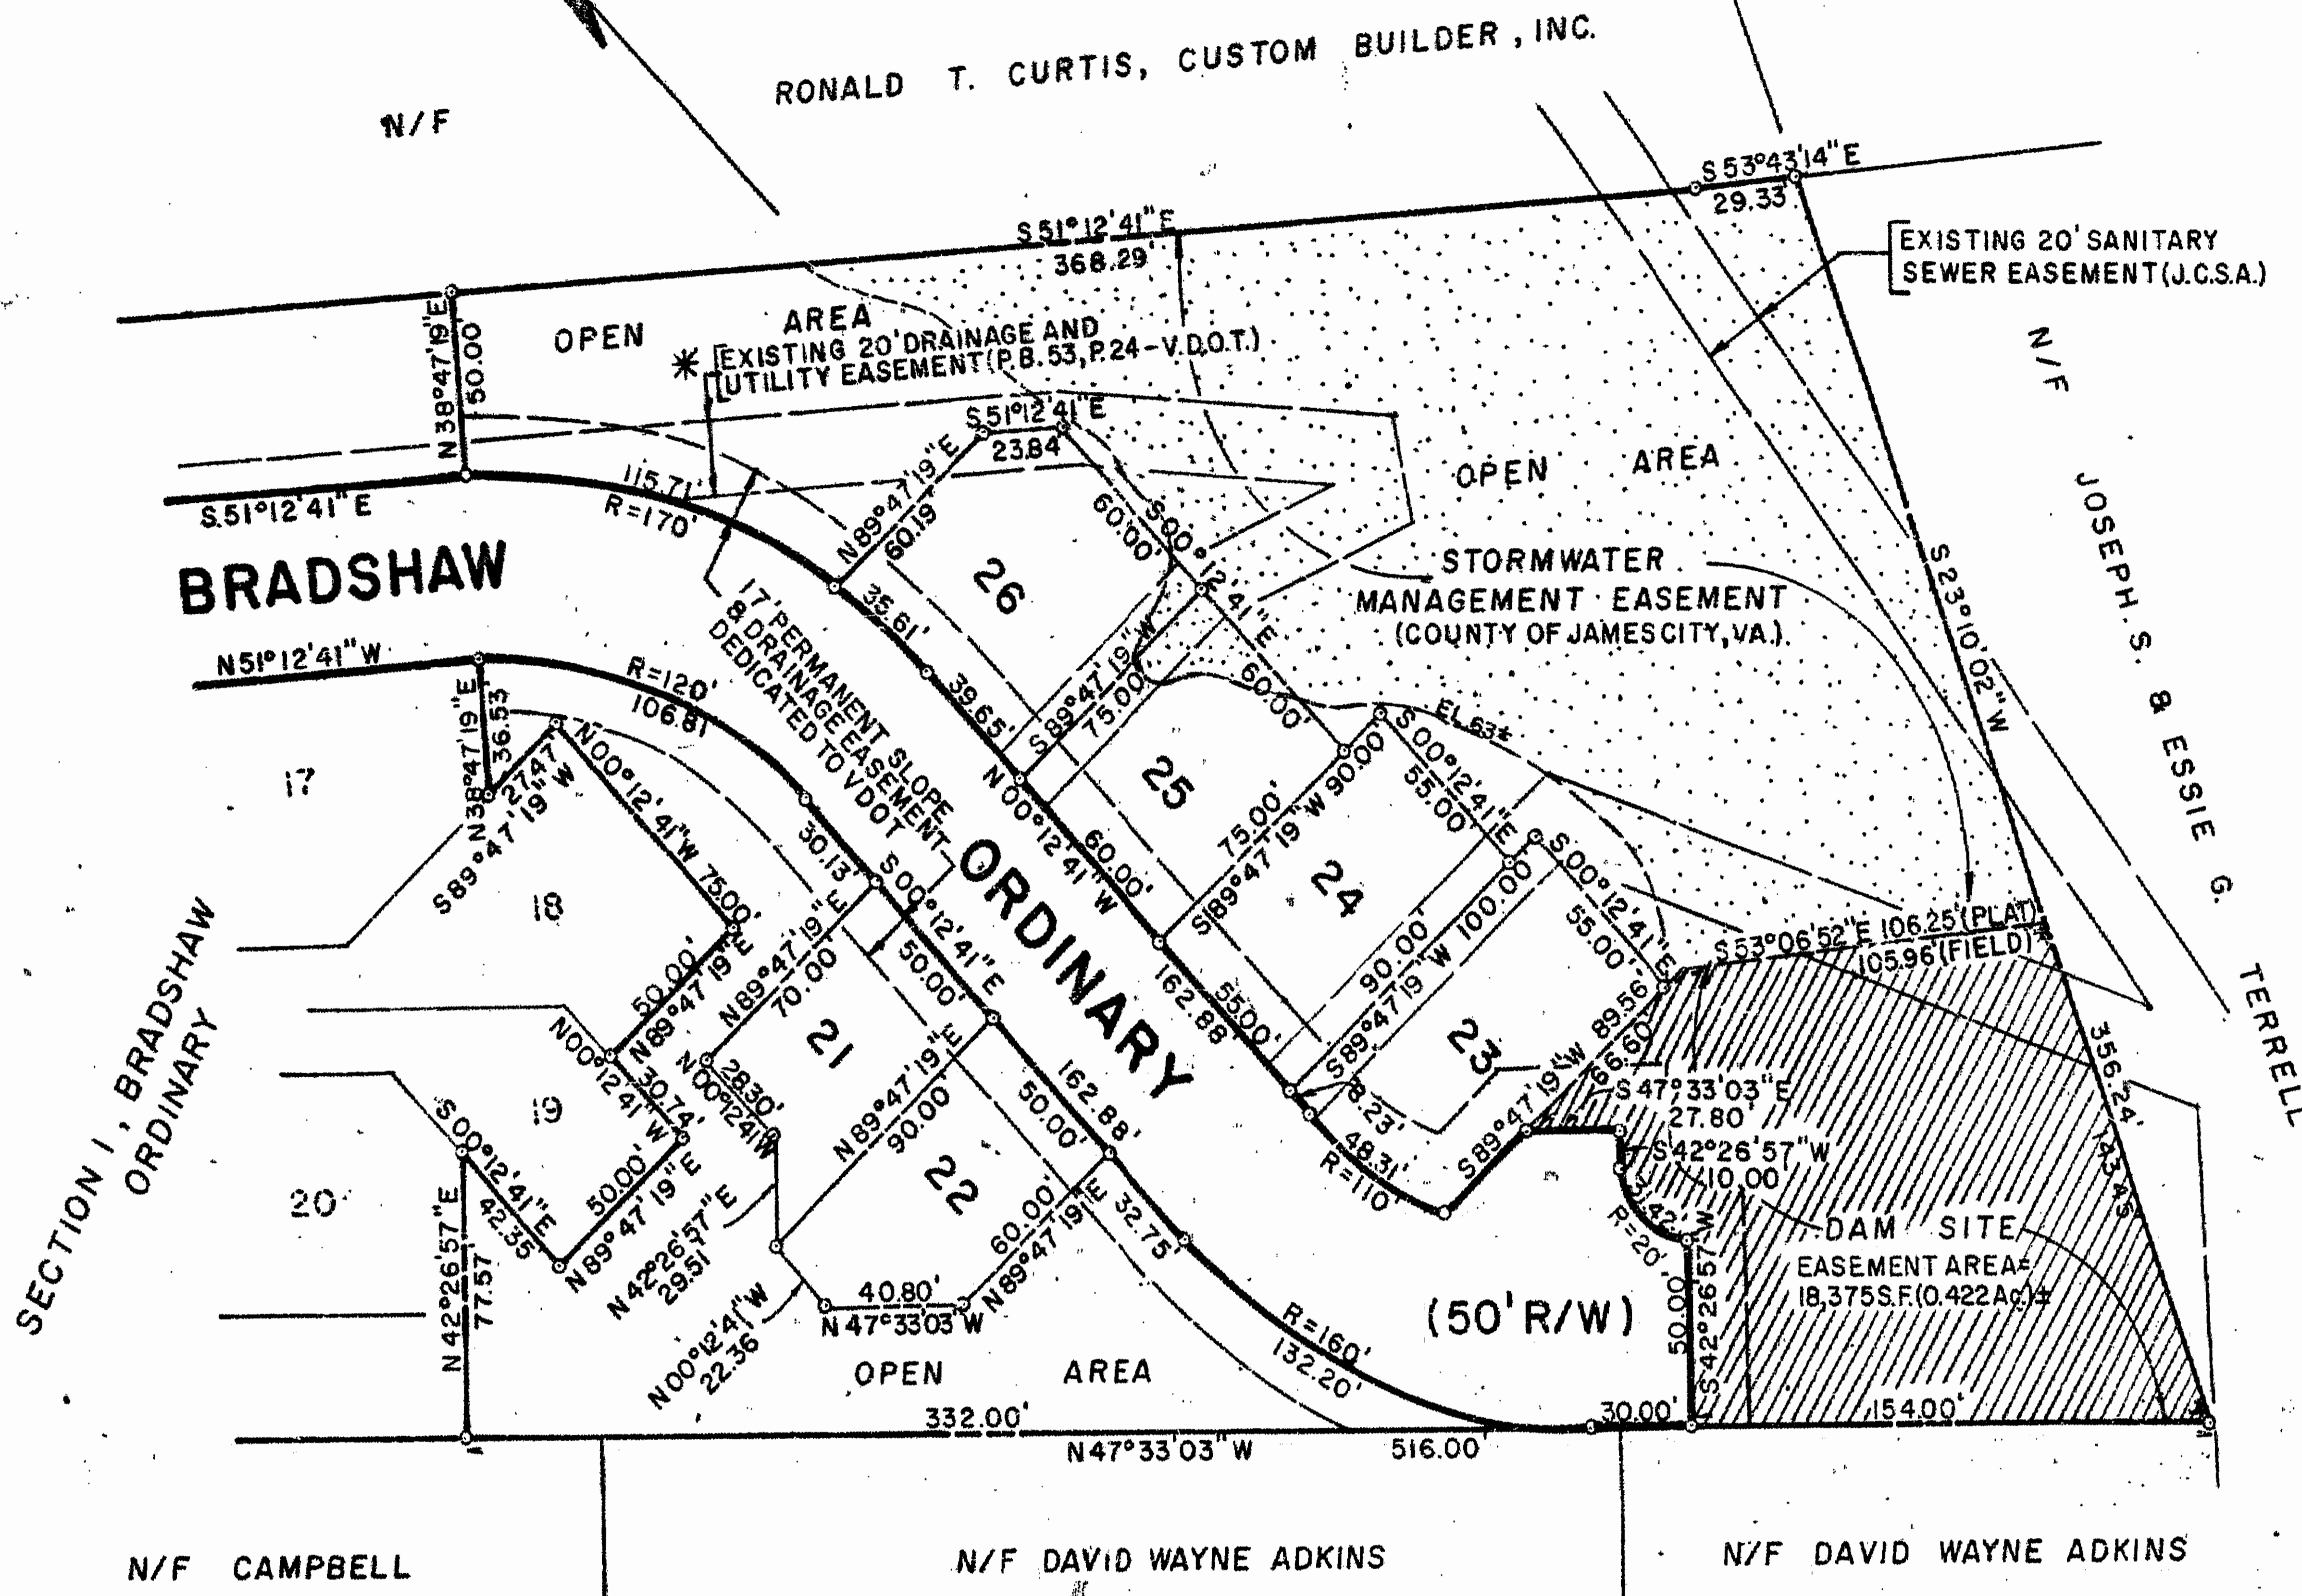 RONALD T. CURTIS, CUSTOM BUILDER, INC.
N/F
S 53°43'14" E
29.33'
S 51°12'41" E
368.29'
EXISTING 20' SANITARY
SEWER EASEMENT (J.C.S.A.)
N 38°47'19" E
50.00'
OPEN AREA
* EXISTING 20' DRAINAGE AND
UTILITY EASEMENT (P.B. 53, P. 24-V.D.O.T.)
S 51°12'41" E
23.84
N/F
JOSEPH S. & ESSIE G. TERRELL
OPEN AREA
S. 51°12'41" E
115.71'
R=170'
N 89°47'19" E
60.19'
26
60.00'
S 00°12'41" E
STORMWATER
MANAGEMENT EASEMENT
(COUNTY OF JAMES CITY, VA.)
S 23°10'02" W
BRADSHAW
35.61'
39.65'
S 89°47'19" W
75.00'
60.00'
17' PERMANENT SLOPE
& DRAINAGE EASEMENT
DEDICATED TO VDOT
N 51°12'41" W
R=120'
106.81'
N 38°47'19" E
36.53'
27.47'
S 89°47'19" W
17
N 00°12'41" W 75.00'
30.13'
EL. 63±
25
N 00°12'41" W
60.00'
75.00'
S 89°47'19" W 90.00'
S 00°12'41" E
55.00'
24
ORDINARY
18
50.00'
N 89°47'19" E
N 89°47'19" E
70.00'
S 00°12'41" E
50.00'
162.88'
55.00'
90.00'
S 89°47'19" W 100.00'
S 00°12'41" E
55.00'
S 53°06'52" E 106.25' (PLAT)
105.96' (FIELD)
SECTION 1, BRADSHAW
ORDINARY
21
N 00°12'41" W
30.74'
28.30'
N 00°12'41" W
23
89.56
66.60'
356.24'
143.45
19
S 00°12'41" E
42.35'
50.00'
N 89°47'19" E
N 89°47'19" E
90.00'
162.88'
50.00'
8.23'
48.31'
R=110'
S 89°47'19" W
S 47°33'03" E
27.80'
S 42°26'57" W
10.00
20
N 42°26'57" E
77.57'
N 42°26'57" E
29.51'
22
60.00'
N 89°47'19" E
32.75'
R=20'
DAM SITE
EASEMENT AREA=
18,375 S.F. (0.422 Ac.)±
N 00°12'41" W
22.36
40.80'
N 47°33'03" W
R=160'
132.20'
(50' R/W)
50.00'
S 42°26'57" W
OPEN AREA
332.00'
30.00'
154.00'
N 47°33'03" W 516.00'
N/F CAMPBELL
N/F DAVID WAYNE ADKINS
N/F DAVID WAYNE ADKINS